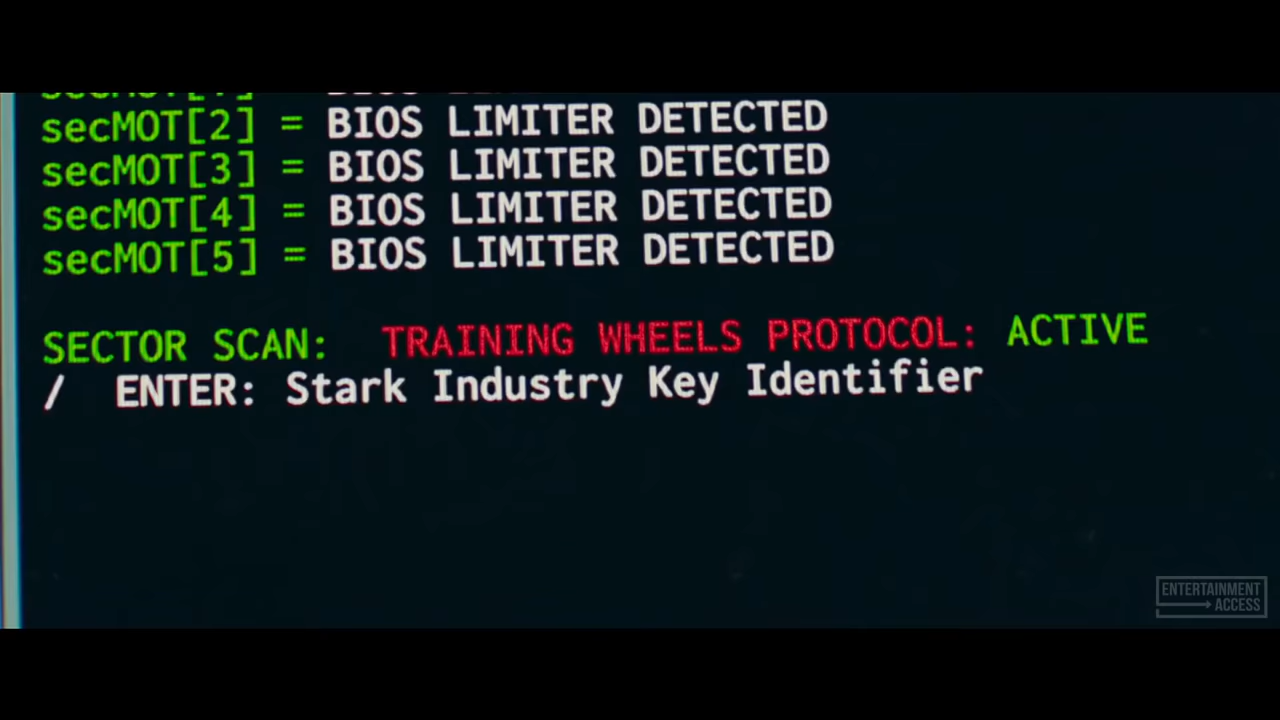 secMOT[2] = BIOS LIMITER DETECTED
secMOT[3] = BIOS LIMITER DETECTED
secMOT[4] = BIOS LIMITER DETECTED
secMOT[5] = BIOS LIMITER DETECTED
SECTOR SCAN: TRAINING WHEELS PROTOCOL: ACTIVE
/ ENTER: Stark Industry Key Identifier
ENTERTAINMENT
ACCESS